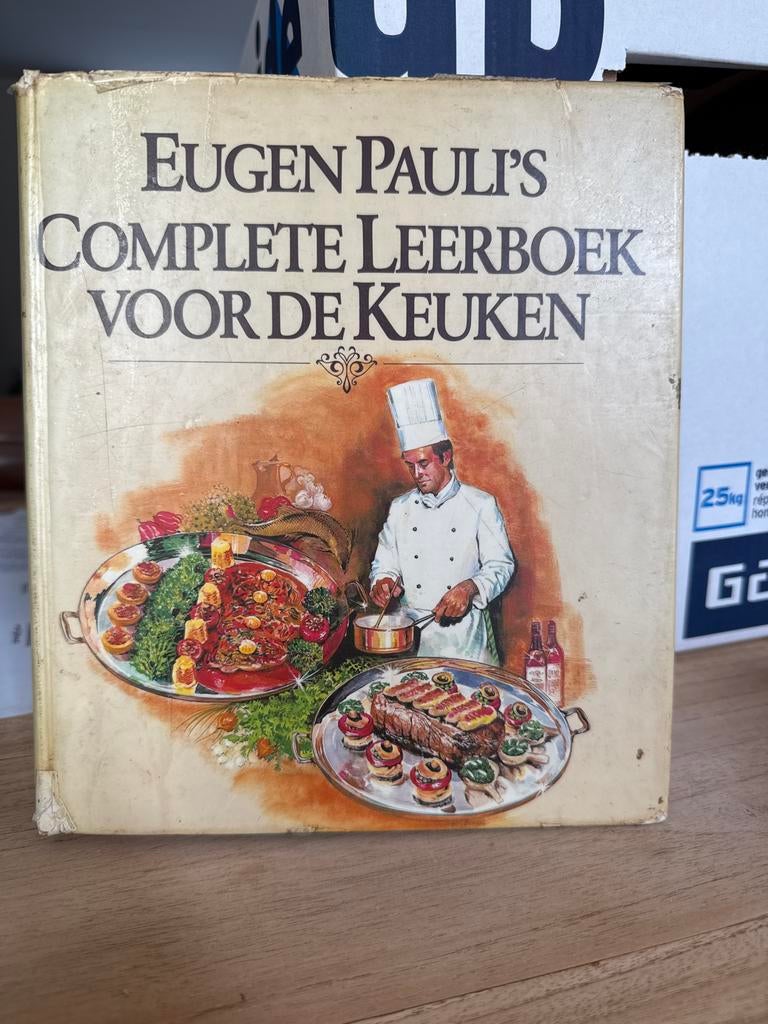 EUGEN PAULI'S
COMPLETE LEERBOEK
VOOR DE KEUKEN
25kg